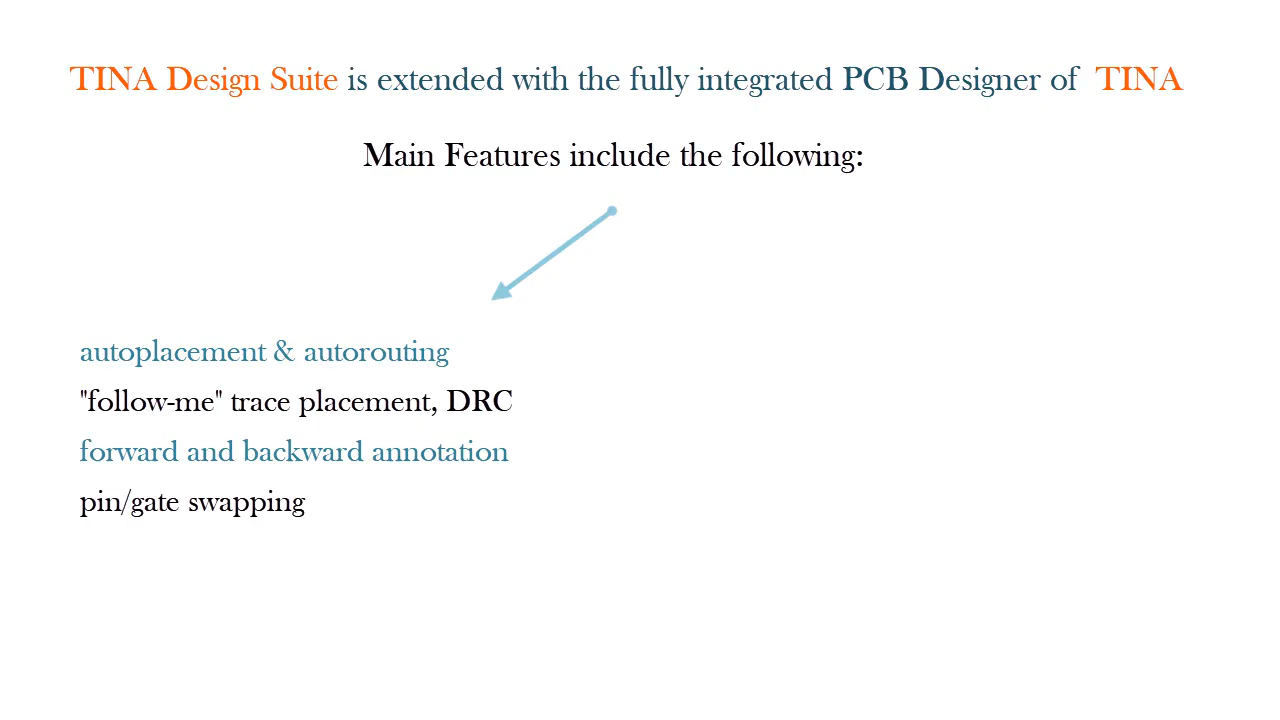 TINA Design Suite is extended with the fully integrated PCB Designer of TINA
Main Features include the following:
autoplacement & autorouting
"follow-me" trace placement, DRC
forward and backward annotation
pin/gate swapping